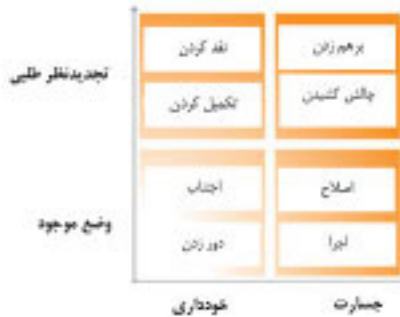 برهم زدن
نقد کردن
تجدیدنظر طلبی
چالش کشیدن
تکمیل کردن
اصلاح
اجتناب
وضع موجود
اجرا
دور زدن
جسارت
خودداری